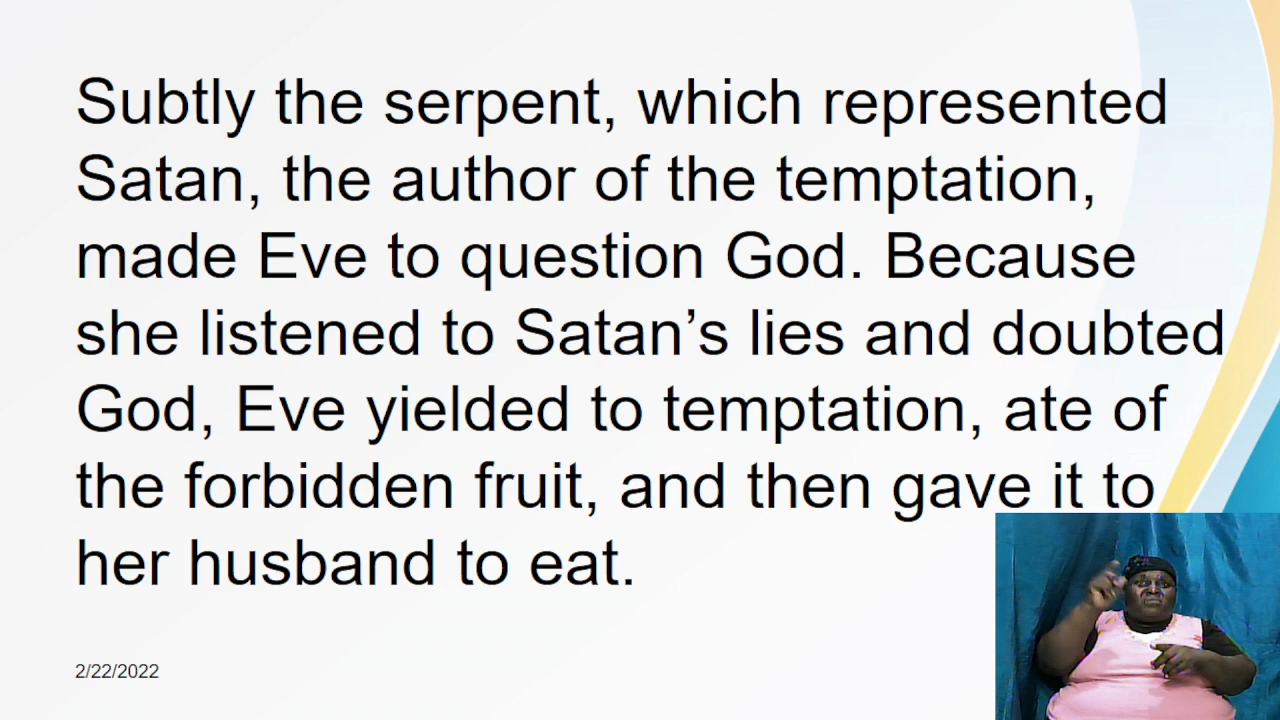 Subtly the serpent, which represented
Satan, the author of the temptation,
made Eve to question God. Because
she listened to Satan’s lies and doubted
God, Eve yielded to temptation, ate of
the forbidden fruit, and then gave it to
her husband to eat.
2/22/2022